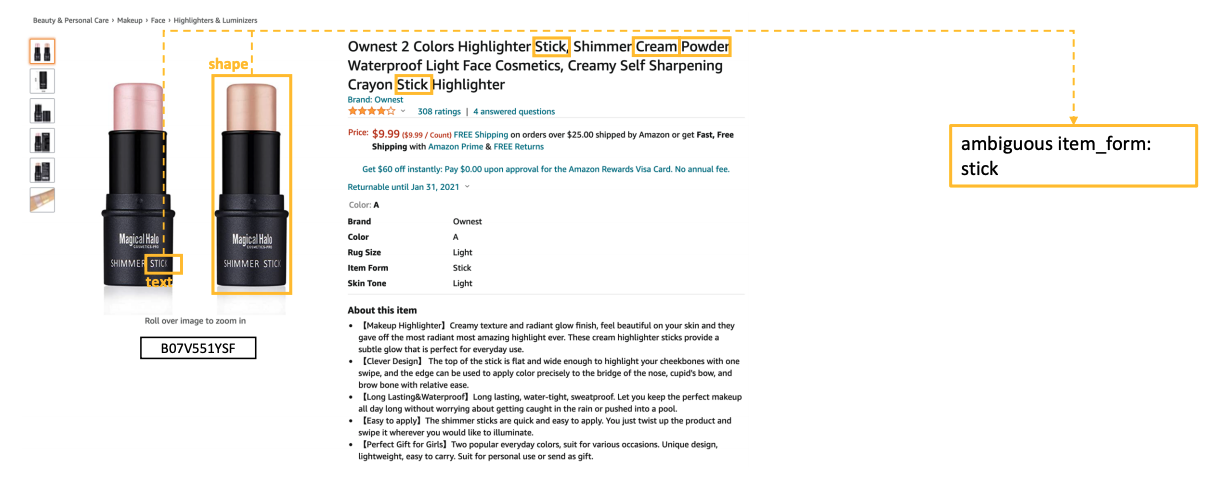 Beauty & Personal Care › Makeup › Face › Highlighters & Luminizers
shape
Magical Halo
COSMETICS-PRO
SHIMMER STICK
text
Magical Halo
COSMETICS-PRO
SHIMMER STICK
Roll over image to zoom in
B07V551YSF
Ownest 2 Colors Highlighter Stick, Shimmer Cream Powder
Waterproof Light Face Cosmetics, Creamy Self Sharpening
Crayon Stick Highlighter
Brand: Ownest
308 ratings | 4 answered questions
Price: $9.99 ($9.99 / Count) FREE Shipping on orders over $25.00 shipped by Amazon or get Fast, Free
Shipping with Amazon Prime & FREE Returns
Get $60 off instantly: Pay $0.00 upon approval for the Amazon Rewards Visa Card. No annual fee.
Returnable until Jan 31, 2021
Color: A
Brand Ownest
Color A
Rug Size Light
Item Form Stick
Skin Tone Light
About this item
• 【Makeup Highlighter】Creamy texture and radiant glow finish, feel beautiful on your skin and they
gave off the most radiant most amazing highlight ever. These cream highlighter sticks provide a
subtle glow that is perfect for everyday use.
• 【Clever Design】 The top of the stick is flat and wide enough to highlight your cheekbones with one
swipe, and the edge can be used to apply color precisely to the bridge of the nose, cupid's bow, and
brow bone with relative ease.
• 【Long Lasting&Waterproof】Long lasting, water-tight, sweatproof. Let you keep the perfect makeup
all day long without worrying about getting caught in the rain or pushed into a pool.
• 【Easy to apply】The shimmer sticks are quick and easy to apply. You just twist up the product and
swipe it wherever you would like to illuminate.
• 【Perfect Gift for Girls】Two popular everyday colors, suit for various occasions. Unique design,
lightweight, easy to carry. Suit for personal use or send as gift.
ambiguous item_form:
stick